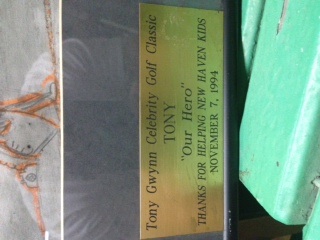 Tony Gwynn Celebrity Golf Classic
TONY
"Our Hero"
THANKS FOR HELPING NEW HAVEN KIDS
NOVEMBER 7, 1994